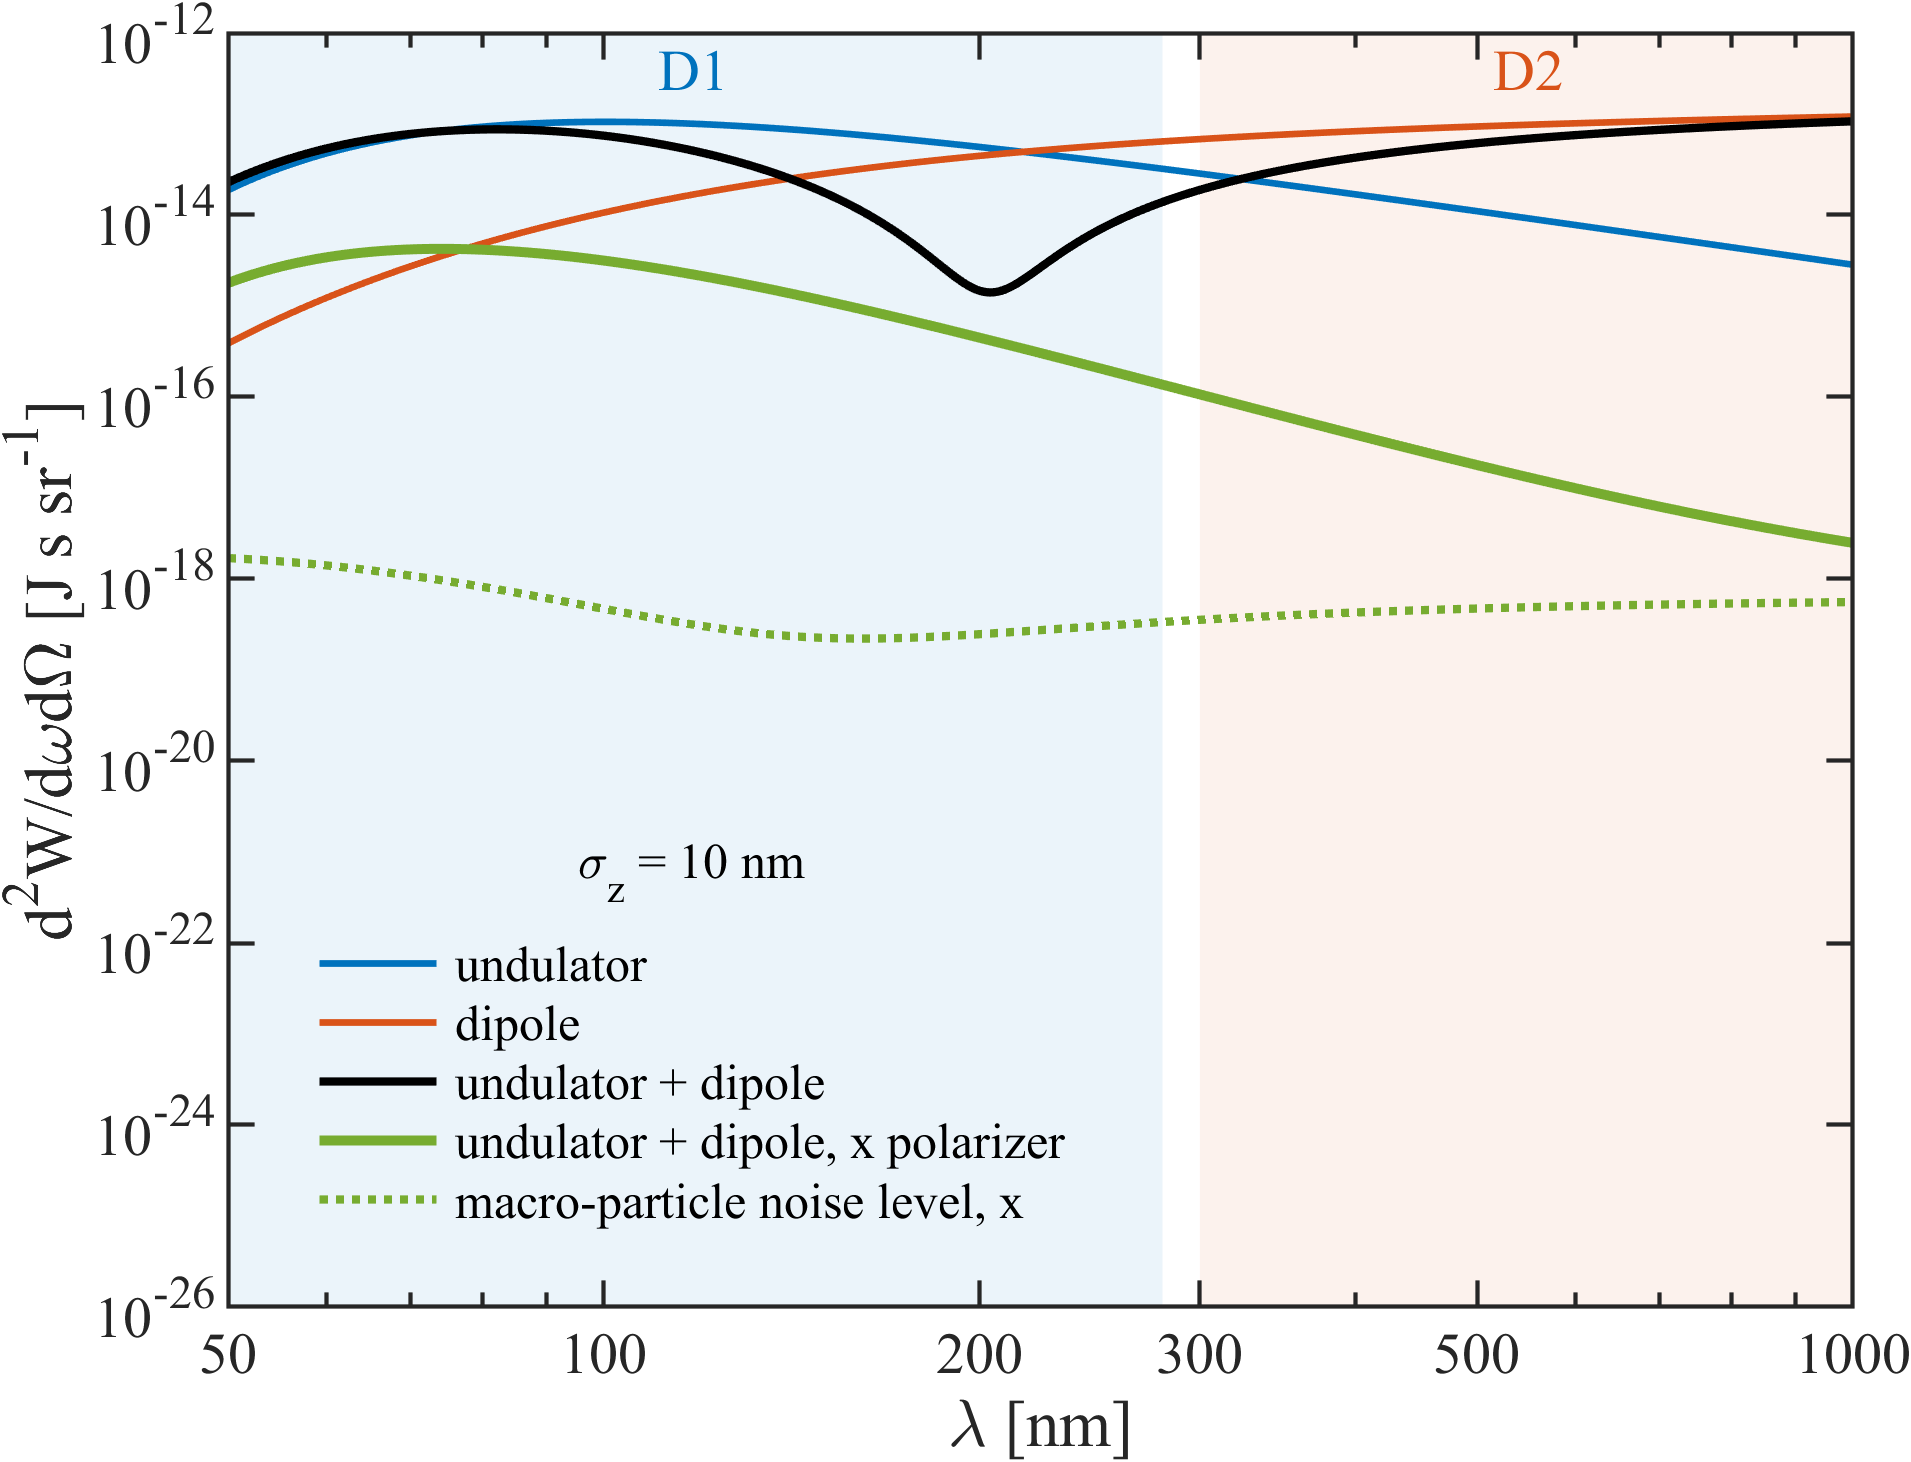 D1
D2
10^-12
10^-14
10^-16
10^-18
10^-20
10^-22
10^-24
10^-26
d²W/dωdΩ [J s sr^-1]
σ_z = 10 nm
undulator
dipole
undulator + dipole
undulator + dipole, x polarizer
macro-particle noise level, x
50
100
200
300
500
1000
λ [nm]